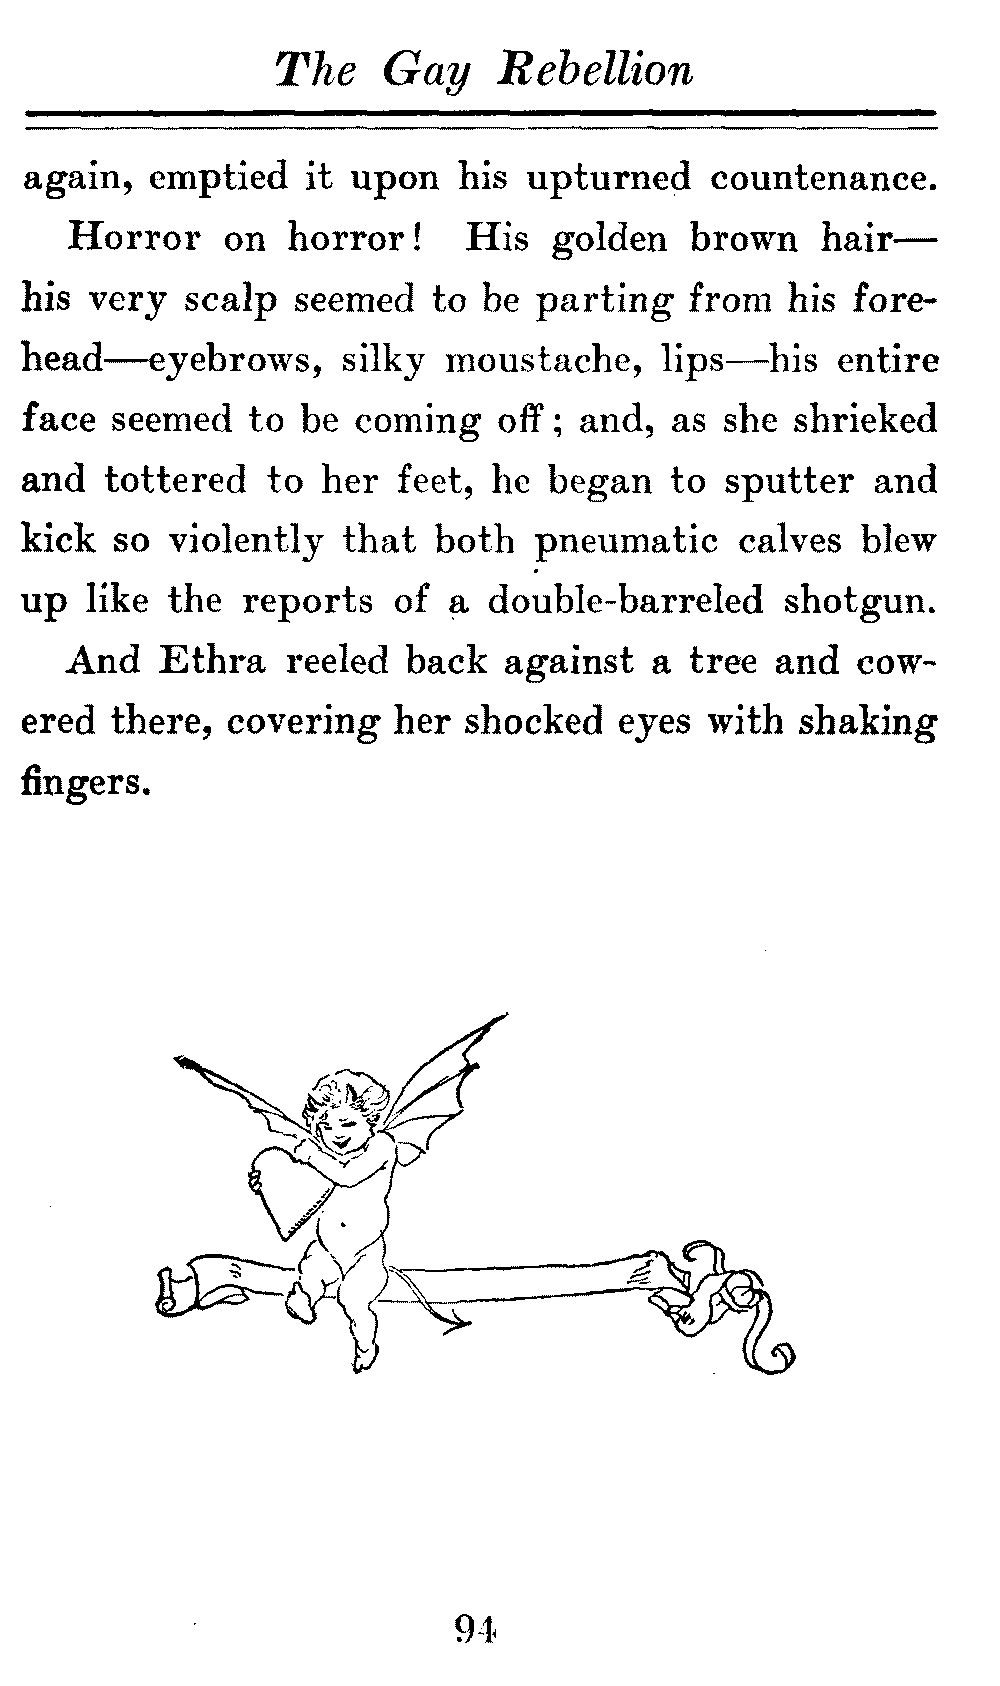 The Gay Rebellion
again, emptied it upon his upturned countenance.
Horror on horror! His golden brown hair—
his very scalp seemed to be parting from his fore-
head—eyebrows, silky moustache, lips—his entire
face seemed to be coming off; and, as she shrieked
and tottered to her feet, he began to sputter and
kick so violently that both pneumatic calves blew
up like the reports of a double-barreled shotgun.
And Ethra reeled back against a tree and cow-
ered there, covering her shocked eyes with shaking
fingers.
94